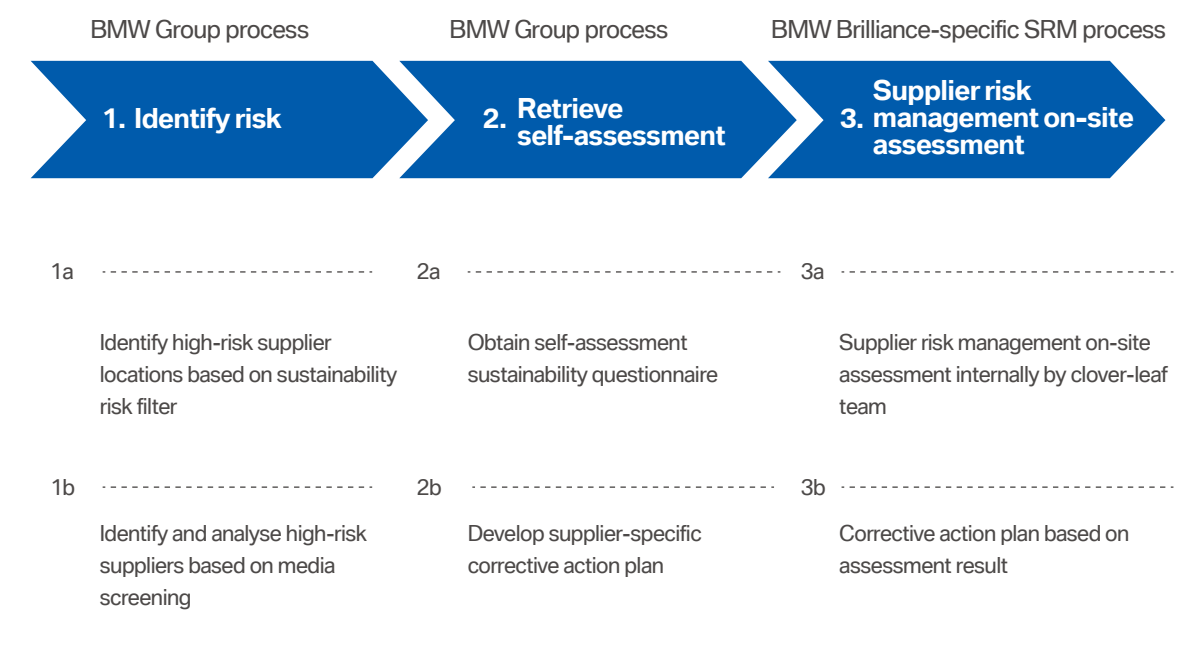 BMW Group process
BMW Group process
BMW Brilliance-specific SRM process
1. Identify risk
2. Retrieve
self-assessment
3. Supplier risk
management on-site
assessment
1a
Identify high-risk supplier
locations based on sustainability
risk filter
2a
Obtain self-assessment
sustainability questionnaire
3a
Supplier risk management on-site
assessment internally by clover-leaf
team
1b
Identify and analyse high-risk
suppliers based on media
screening
2b
Develop supplier-specific
corrective action plan
3b
Corrective action plan based on
assessment result